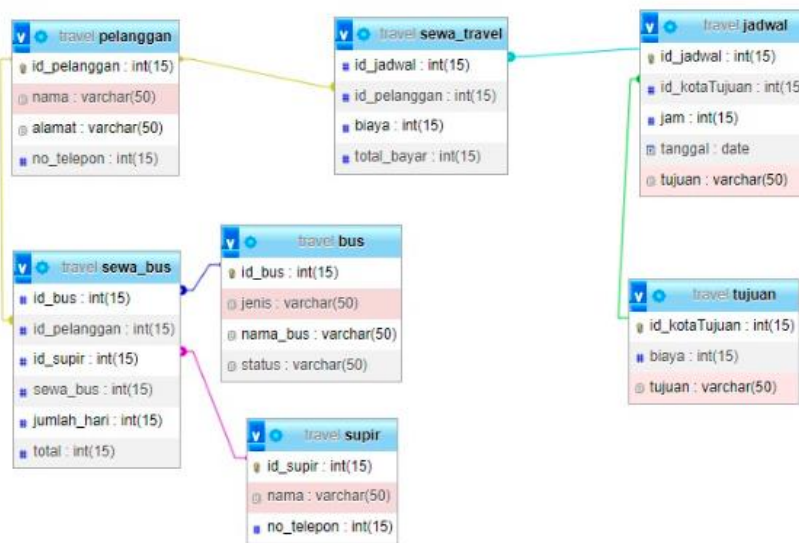 travel pelanggan
id_pelanggan : int(15)
nama : varchar(50)
alamat : varchar(50)
no_telepon : int(15)
travel sewa_travel
id_jadwal : int(15)
id_pelanggan : int(15)
biaya : int(15)
total_bayar : int(15)
travel jadwal
id_jadwal : int(15)
id_kotaTujuan : int(15
jam : int(15)
tanggal : date
tujuan : varchar(50)
travel sewa_bus
id_bus : int(15)
id_pelanggan : int(15)
id_supir : int(15)
sewa_bus : int(15)
jumlah_hari : int(15)
total : int(15)
travel bus
id_bus : int(15)
jenis : varchar(50)
nama_bus : varchar(50)
status : varchar(50)
travel supir
id_supir : int(15)
nama : varchar(50)
no_telepon : int(15)
travel tujuan
id_kotaTujuan : int(15)
biaya : int(15)
tujuan : varchar(50)